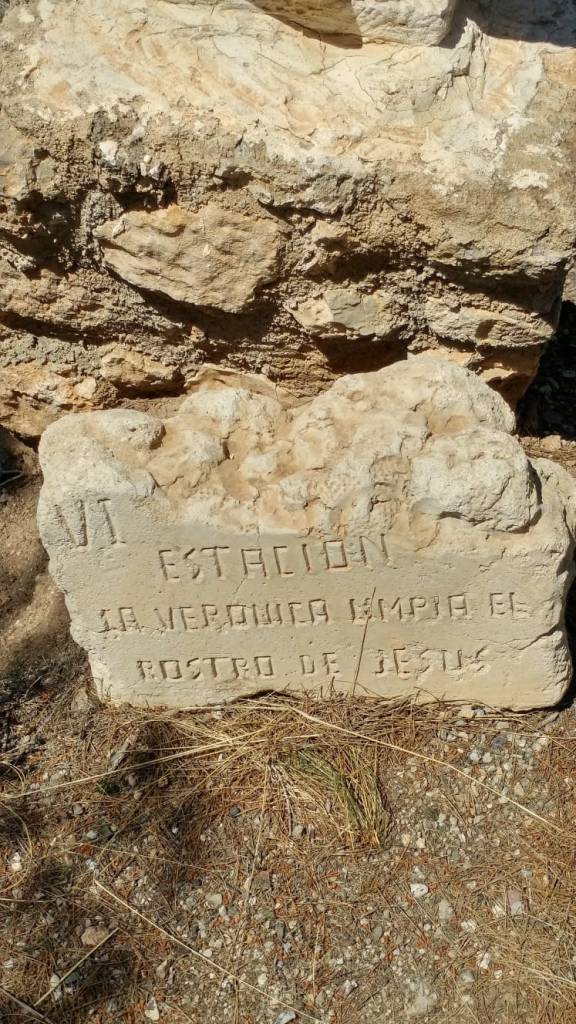 VI
ESTACION
LA VERONICA LIMPIA EL
ROSTRO DE JESUS